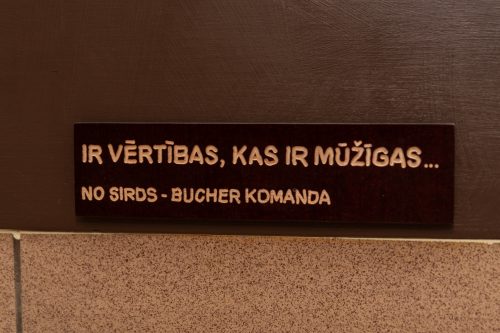 IR VĒRTĪBAS, KAS IR MŪŽĪGAS...
NO SIRDS - BUCHER KOMANDA